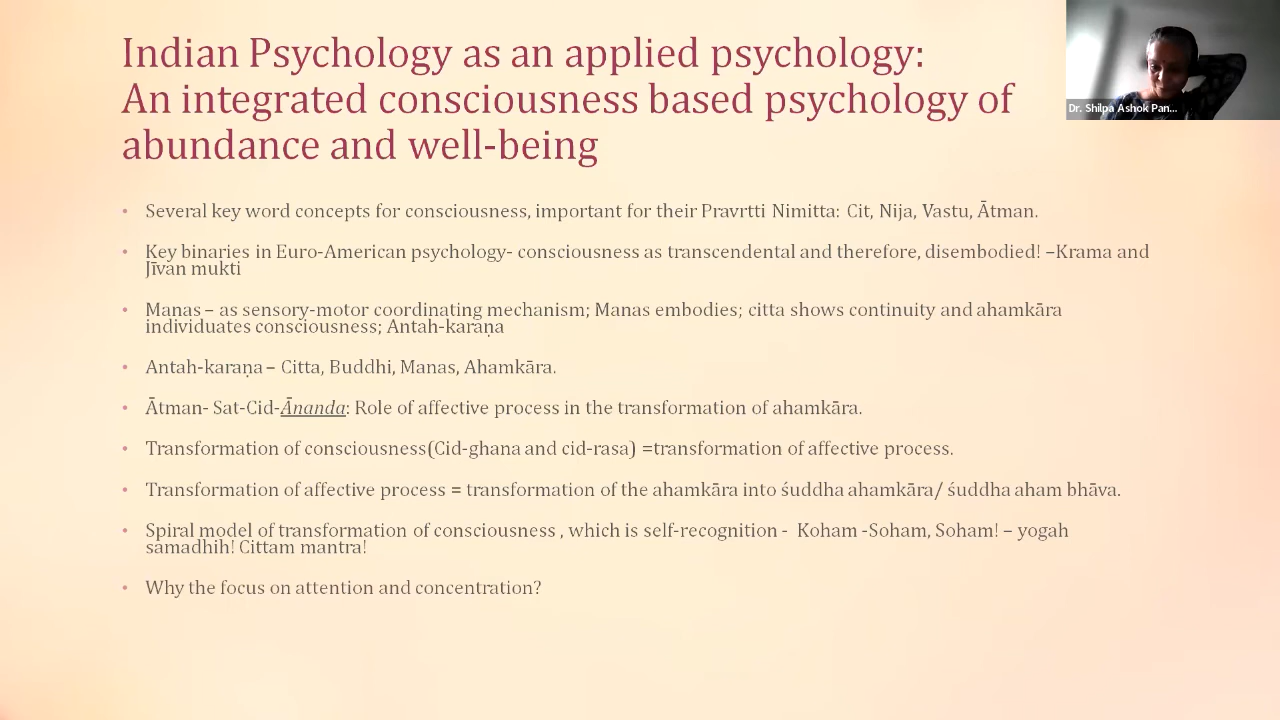 Indian Psychology as an applied psychology:
An integrated consciousness based psychology of
abundance and well-being
Dr. Shilpa Ashok Pan...
• Several key word concepts for consciousness, important for their Pravrtti Nimitta: Cit, Nija, Vastu, Ātman.
• Key binaries in Euro-American psychology- consciousness as transcendental and therefore, disembodied! –Krama and
Jīvan mukti
• Manas – as sensory-motor coordinating mechanism; Manas embodies; citta shows continuity and ahamkāra
individuates consciousness; Antah-karaṇa
• Antah-karaṇa – Citta, Buddhi, Manas, Ahamkāra.
• Ātman- Sat-Cid-Ānanda: Role of affective process in the transformation of ahamkāra.
• Transformation of consciousness(Cid-ghana and cid-rasa) =transformation of affective process.
• Transformation of affective process = transformation of the ahamkāra into śuddha ahamkāra/ śuddha aham bhāva.
• Spiral model of transformation of consciousness , which is self-recognition - Koham -Soham, Soham! – yogah
samadhih! Cittam mantra!
• Why the focus on attention and concentration?